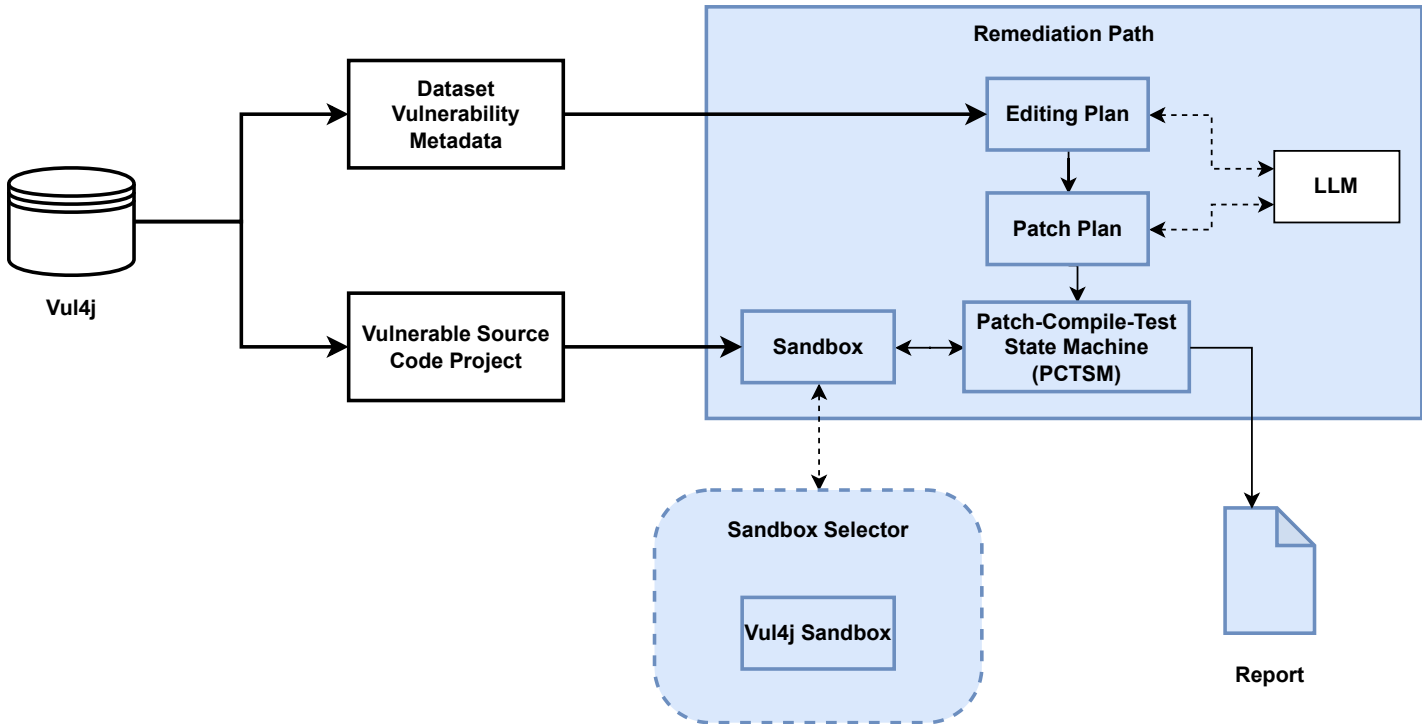 Remediation Path
Dataset
Vulnerability
Metadata
Editing Plan
LLM
Patch Plan
Vul4j
Vulnerable Source
Code Project
Sandbox
Patch-Compile-Test
State Machine
(PCTSM)
Sandbox Selector
Vul4j Sandbox
Report